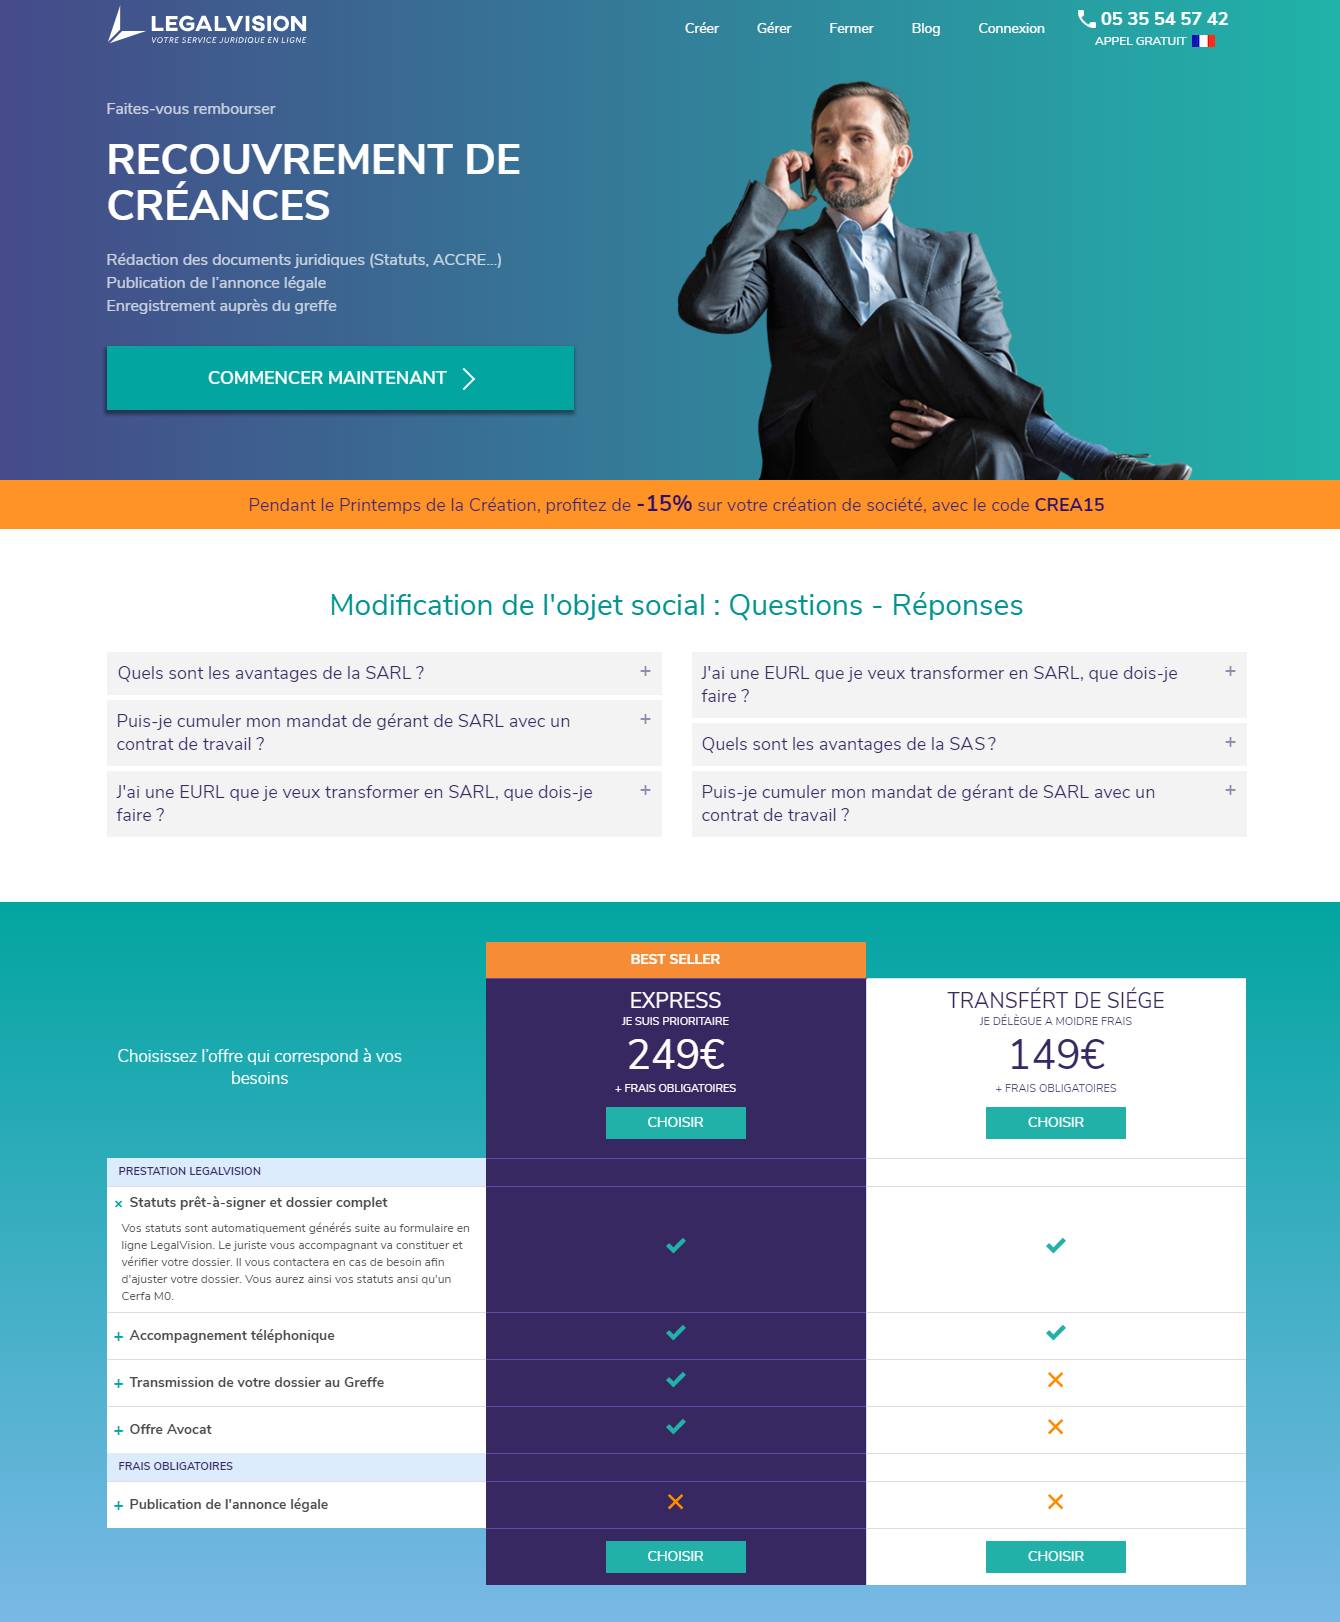 LEGALVISION
VOTRE SERVICE JURIDIQUE EN LIGNE
Créer
Gérer
Fermer
Blog
Connexion
05 35 54 57 42
APPEL GRATUIT
Faites-vous rembourser
RECOUVREMENT DE
CRÉANCES
Rédaction des documents juridiques (Statuts, ACCRE...)
Publication de l'annonce légale
Enregistrement auprès du greffe
COMMENCER MAINTENANT
Pendant le Printemps de la Création, profitez de -15% sur votre création de société, avec le code CREA15
Modification de l'objet social : Questions - Réponses
Quels sont les avantages de la SARL ?
+
Puis-je cumuler mon mandat de gérant de SARL avec un
contrat de travail ?
+
J'ai une EURL que je veux transformer en SARL, que dois-je
faire ?
+
J'ai une EURL que je veux transformer en SARL, que dois-je
faire ?
+
Quels sont les avantages de la SAS ?
+
Puis-je cumuler mon mandat de gérant de SARL avec un
contrat de travail ?
+
BEST SELLER
Choisissez l'offre qui correspond à vos
besoins
EXPRESS
JE SUIS PRIORITAIRE
249€
+ FRAIS OBLIGATOIRES
CHOISIR
TRANSFÉRT DE SIÉGE
JE DÉLÈGUE A MOIDRE FRAIS
149€
+ FRAIS OBLIGATOIRES
CHOISIR
PRESTATION LEGALVISION
× Statuts prêt-à-signer et dossier complet
Vos statuts sont automatiquement générés suite au formulaire en
ligne LegalVision. Le juriste vous accompagnant va constituer et
vérifier votre dossier. Il vous contactera en cas de besoin afin
d'ajuster votre dossier. Vous aurez ainsi vos statuts ansi qu'un
Cerfa M0.
+ Accompagnement téléphonique
+ Transmission de votre dossier au Greffe
+ Offre Avocat
FRAIS OBLIGATOIRES
+ Publication de l'annonce légale
CHOISIR
CHOISIR